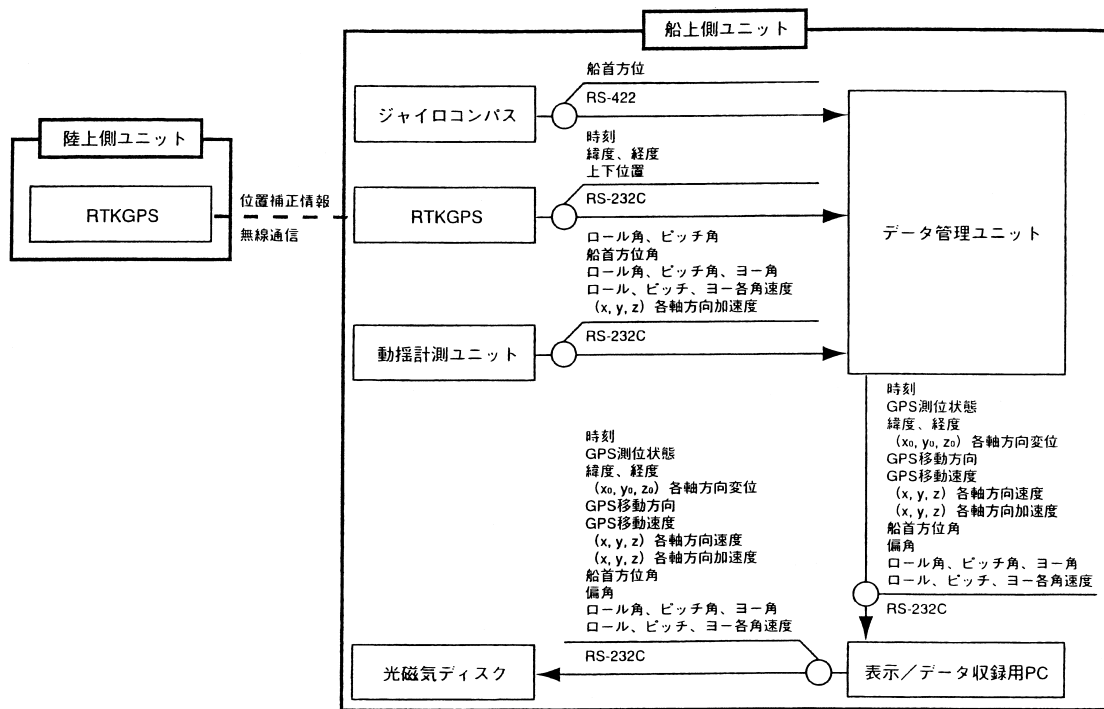 船上側ユニット
陸上側ユニット
RTKGPS
位置補正情報
無線通信
ジャイロコンパス
船首方位
RS-422
RTKGPS
時刻
緯度、経度
上下位置
RS-232C
動揺計測ユニット
ロール角、ピッチ角
船首方位角
ロール角、ピッチ角、ヨー角
ロール、ピッチ、ヨー各角速度
(x, y, z) 各軸方向加速度
RS-232C
データ管理ユニット
時刻
GPS測位状態
緯度、経度
(x₀, y₀, z₀) 各軸方向変位
GPS移動方向
GPS移動速度
(x, y, z) 各軸方向速度
(x, y, z) 各軸方向加速度
船首方位角
偏角
ロール角、ピッチ角、ヨー角
ロール、ピッチ、ヨー各角速度
RS-232C
表示/データ収録用PC
時刻
GPS測位状態
緯度、経度
(x₀, y₀, z₀) 各軸方向変位
GPS移動方向
GPS移動速度
(x, y, z) 各軸方向速度
(x, y, z) 各軸方向加速度
船首方位角
偏角
ロール角、ピッチ角、ヨー角
ロール、ピッチ、ヨー各角速度
RS-232C
光磁気ディスク